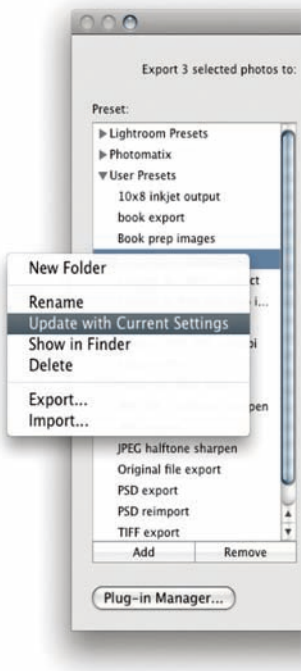 Export 3 selected photos to:
Preset:
Lightroom Presets
Photomatix
User Presets
10x8 inkjet output
book export
Book prep images
New Folder
Rename
Update with Current Settings
Show in Finder
Delete
Export...
Import...
JPEG halftone sharpen
Original file export
PSD export
PSD reimport
TIFF export
Add Remove
Plug-in Manager...